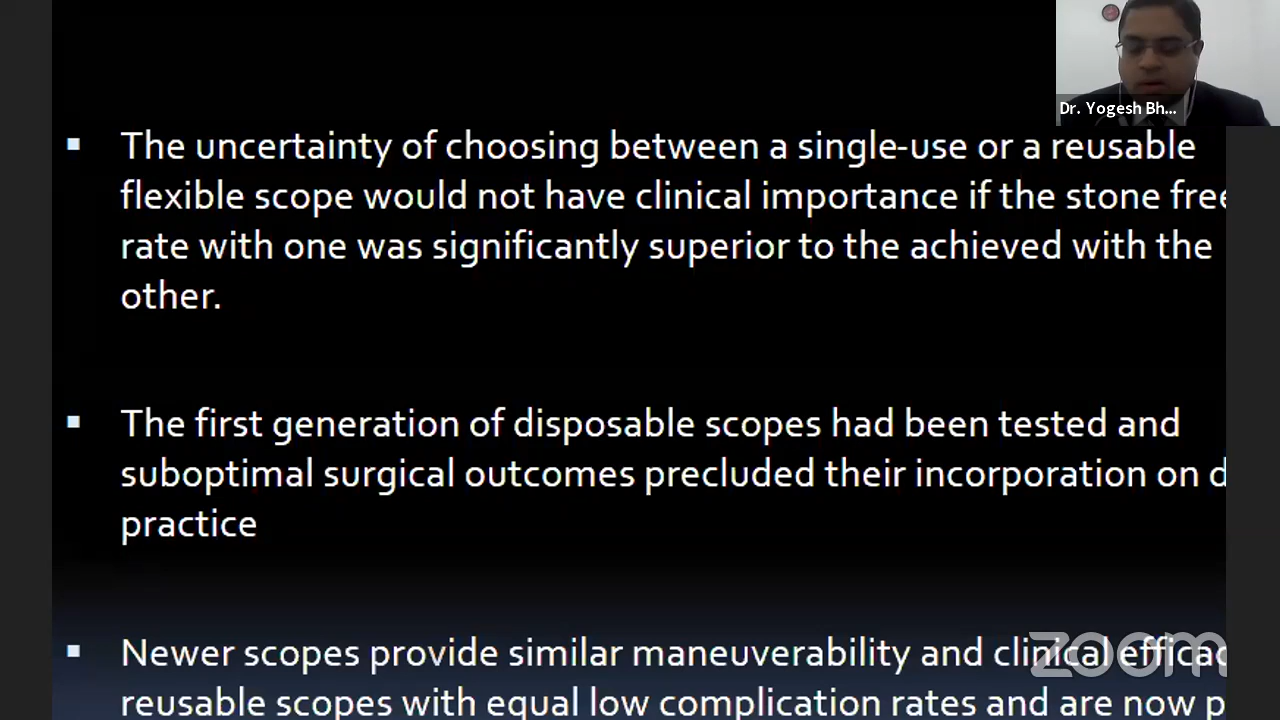 Dr. Yogesh Bh...
▪ The uncertainty of choosing between a single-use or a reusable
flexible scope would not have clinical importance if the stone free
rate with one was significantly superior to the achieved with the
other.
▪ The first generation of disposable scopes had been tested and
suboptimal surgical outcomes precluded their incorporation on d
practice
▪ Newer scopes provide similar maneuverability and clinical efficac
reusable scopes with equal low complication rates and are now p
zoom